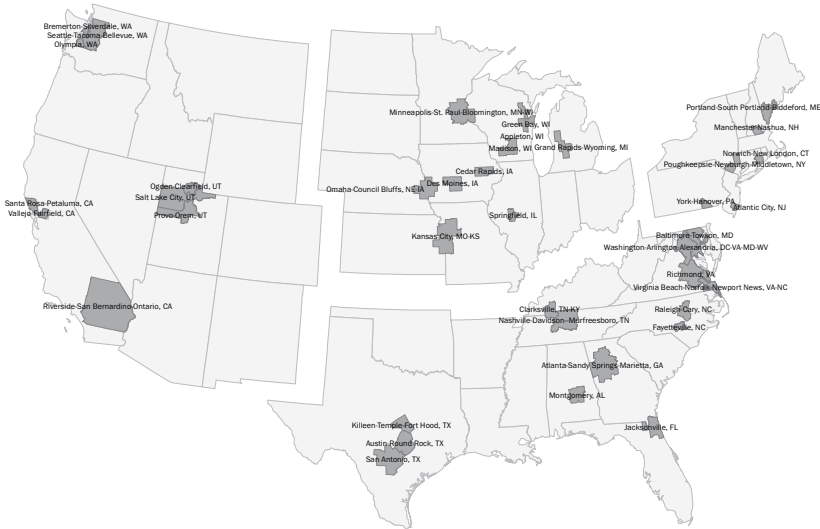 Bremerton-Silverdale, WA
Seattle-Tacoma-Bellevue, WA
Olympia, WA
Santa Rosa-Petaluma, CA
Vallejo-Fairfield, CA
Riverside-San Bernardino-Ontario, CA
Ogden-Clearfield, UT
Salt Lake City, UT
Provo-Orem, UT
Minneapolis-St. Paul-Bloomington, MN-WI
Green Bay, WI
Appleton, WI
Madison, WI
Grand Rapids-Wyoming, MI
Cedar Rapids, IA
Des Moines, IA
Omaha-Council Bluffs, NE-IA
Springfield, IL
Kansas City, MO-KS
Portland-South Portland-Biddeford, ME
Manchester-Nashua, NH
Norwich-New London, CT
Poughkeepsie-Newburgh-Middletown, NY
York-Hanover, PA
Atlantic City, NJ
Baltimore-Towson, MD
Washington-Arlington-Alexandria, DC-VA-MD-WV
Richmond, VA
Virginia Beach-Norfolk-Newport News, VA-NC
Clarksville, TN-KY
Nashville-Davidson--Murfreesboro, TN
Raleigh-Cary, NC
Fayetteville, NC
Atlanta-Sandy Springs-Marietta, GA
Montgomery, AL
Jacksonville, FL
Killeen-Temple-Fort Hood, TX
Austin-Round Rock, TX
San Antonio, TX